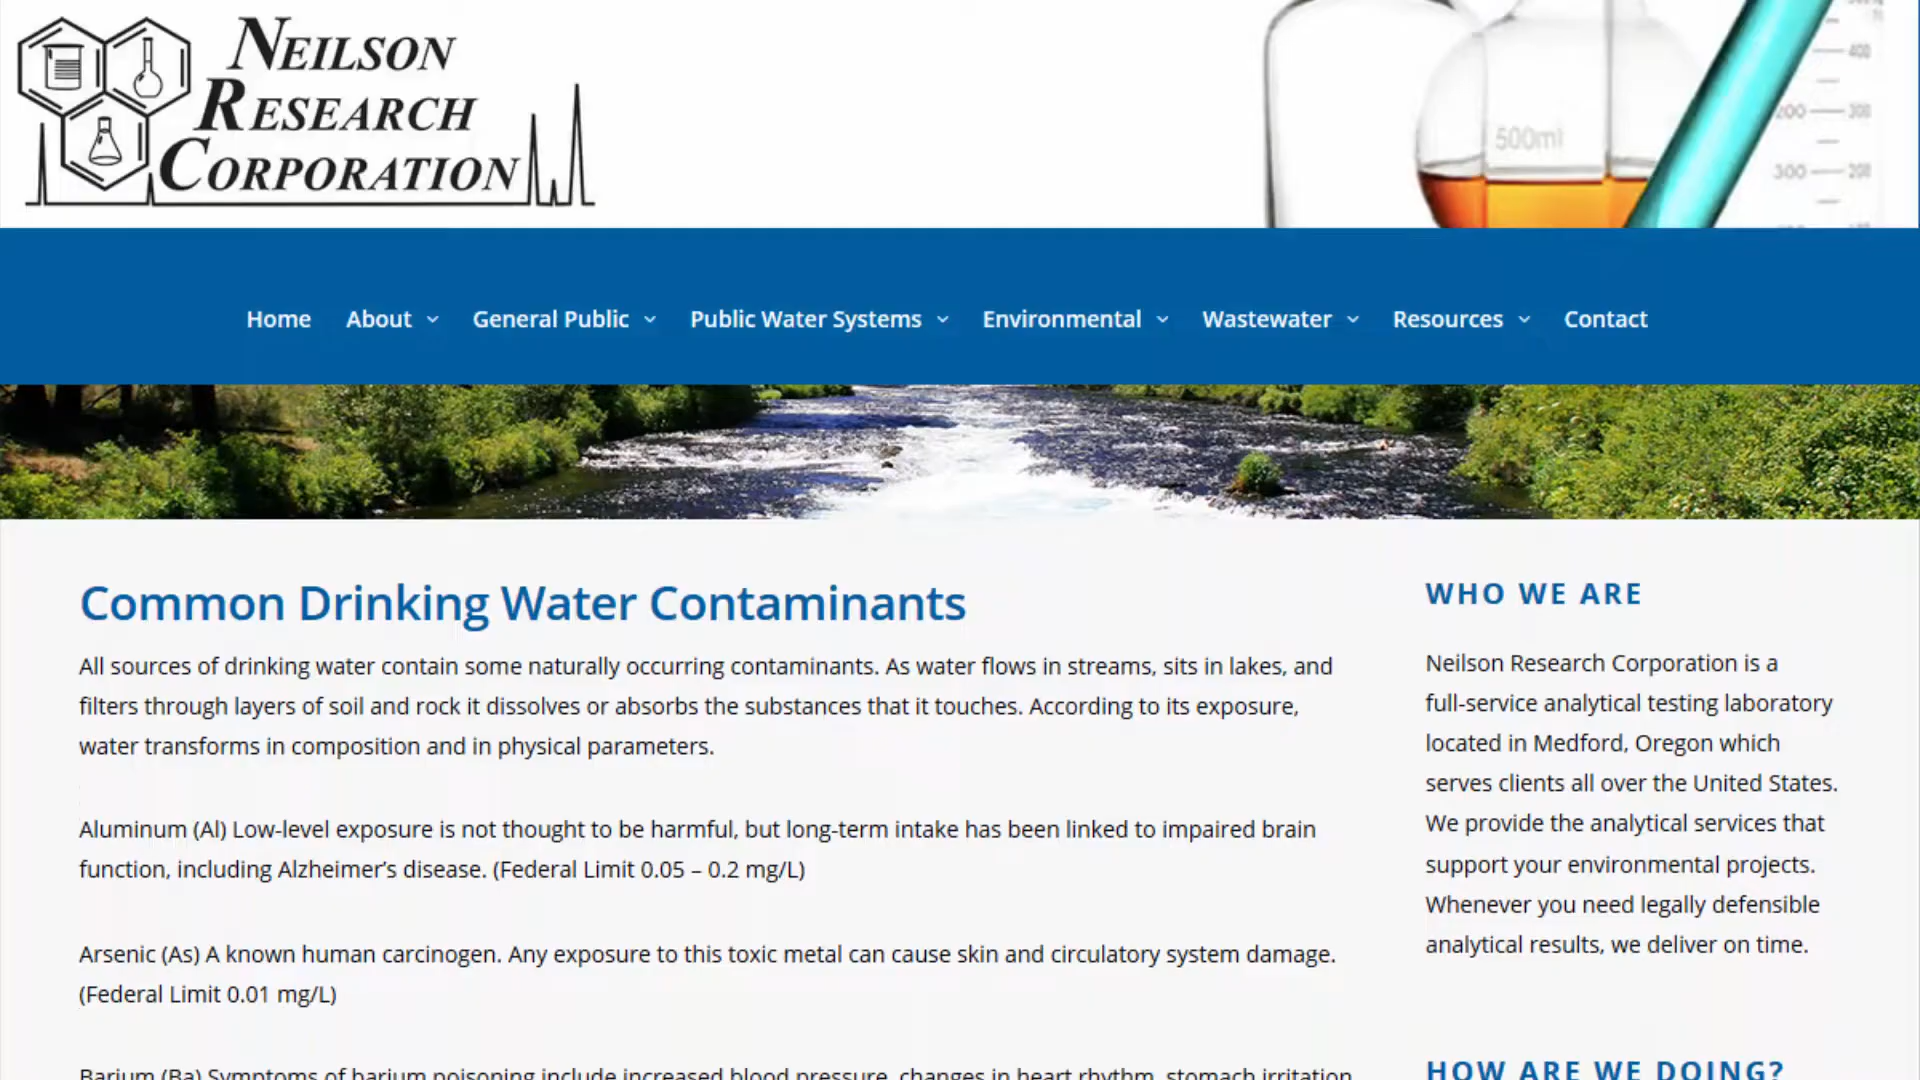 NEILSON
RESEARCH
CORPORATION
500ml
400
200
300
300
200
Home
About
General Public
Public Water Systems
Environmental
Wastewater
Resources
Contact
Common Drinking Water Contaminants
All sources of drinking water contain some naturally occurring contaminants. As water flows in streams, sits in lakes, and
filters through layers of soil and rock it dissolves or absorbs the substances that it touches. According to its exposure,
water transforms in composition and in physical parameters.
Aluminum (Al) Low-level exposure is not thought to be harmful, but long-term intake has been linked to impaired brain
function, including Alzheimer’s disease. (Federal Limit 0.05 – 0.2 mg/L)
Arsenic (As) A known human carcinogen. Any exposure to this toxic metal can cause skin and circulatory system damage.
(Federal Limit 0.01 mg/L)
Barium (Ba) Symptoms of barium poisoning include increased blood pressure, changes in heart rhythm, stomach irritation
WHO WE ARE
Neilson Research Corporation is a
full-service analytical testing laboratory
located in Medford, Oregon which
serves clients all over the United States.
We provide the analytical services that
support your environmental projects.
Whenever you need legally defensible
analytical results, we deliver on time.
HOW ARE WE DOING?